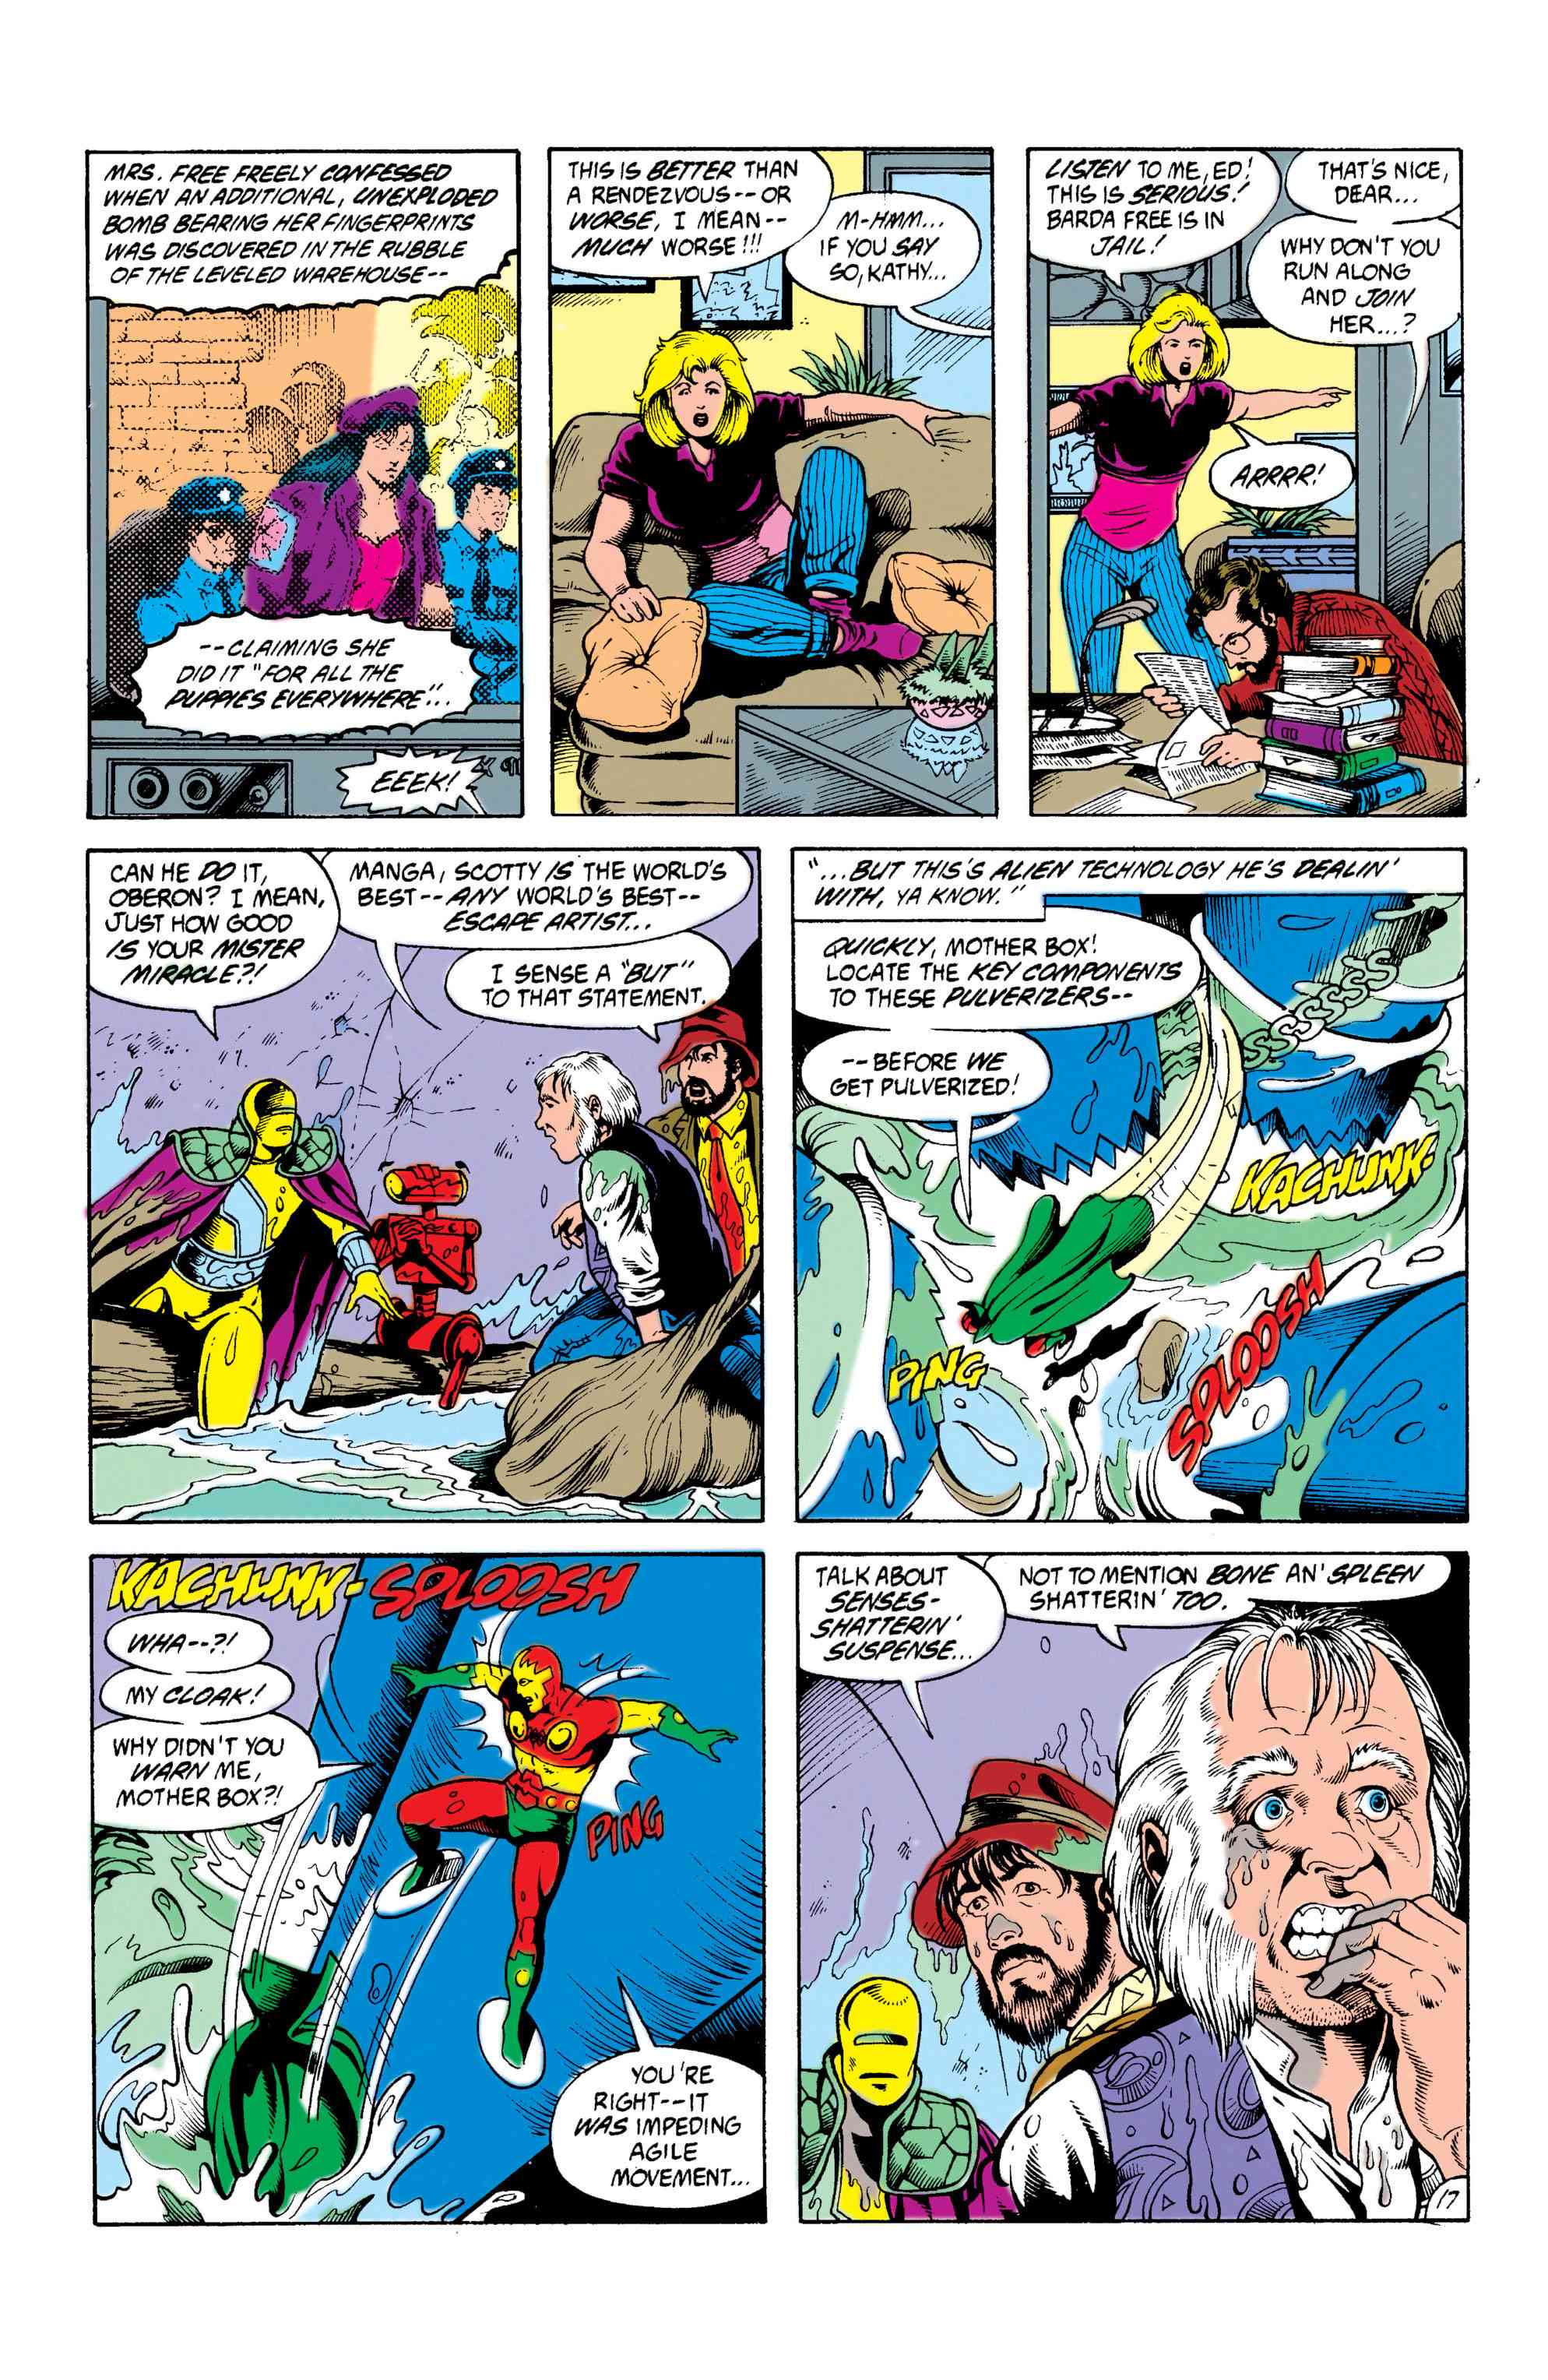 MRS. FREE FREELY CONFESSED
WHEN AN ADDITIONAL, UNEXPLODED
BOMB BEARING HER FINGERPRINTS
WAS DISCOVERED IN THE RUBBLE
OF THE LEVELED WAREHOUSE--
--CLAIMING SHE
DID IT "FOR ALL THE
PUPPIES EVERYWHERE"...
EEEK!
THIS IS BETTER THAN
A RENDEZVOUS--OR
WORSE, I MEAN--
MUCH WORSE!!!
M-HMM...
IF YOU SAY
SO, KATHY...
LISTEN TO ME, ED!
THIS IS SERIOUS!
BARDA FREE IS IN
JAIL!
THAT'S NICE,
DEAR...
WHY DON'T YOU
RUN ALONG
AND JOIN
HER...?
ARRRR!
CAN HE DO IT,
OBERON? I MEAN,
JUST HOW GOOD
IS YOUR MISTER
MIRACLE?!
MANGA, SCOTTY IS THE WORLD'S
BEST--ANY WORLD'S BEST--
ESCAPE ARTIST...
I SENSE A "BUT"
TO THAT STATEMENT.
"...BUT THIS'S ALIEN TECHNOLOGY HE'S DEALIN'
WITH, YA KNOW."
QUICKLY, MOTHER BOX!
LOCATE THE KEY COMPONENTS
TO THESE PULVERIZERS--
--BEFORE WE
GET PULVERIZED!
SSSSSSS
KACHUNK-
PING
SPLOOSH
KACHUNK-SPLOOSH
WHA--?!
MY CLOAK!
WHY DIDN'T YOU
WARN ME,
MOTHER BOX?!
PING
YOU'RE
RIGHT--IT
WAS IMPEDING
AGILE
MOVEMENT...
TALK ABOUT
SENSES-
SHATTERIN'
SUSPENSE...
NOT TO MENTION BONE AN' SPLEEN
SHATTERIN' TOO.
17